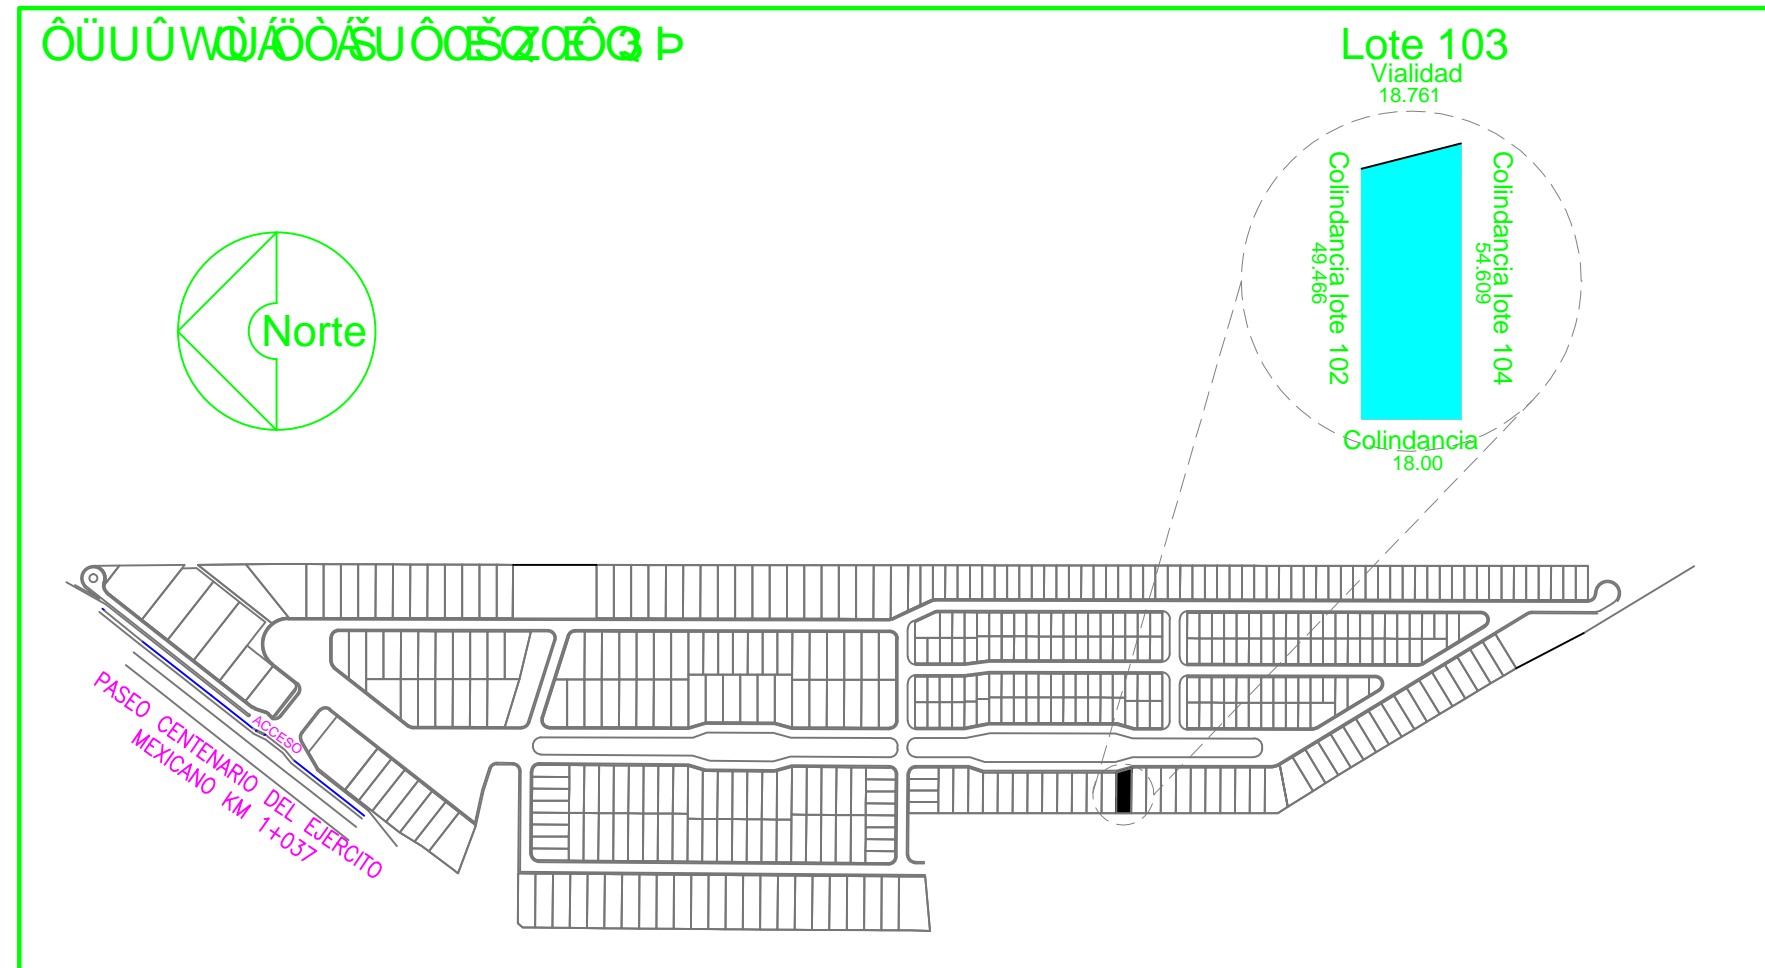 Lote 103
Vialidad
18.761
Colindancia lote 102
49.466
Colindancia lote 104
54.609
Colindancia
18.00
Norte
PASEO CENTENARIO DEL EJERCITO
MEXICANO KM 1+037
ACCESO